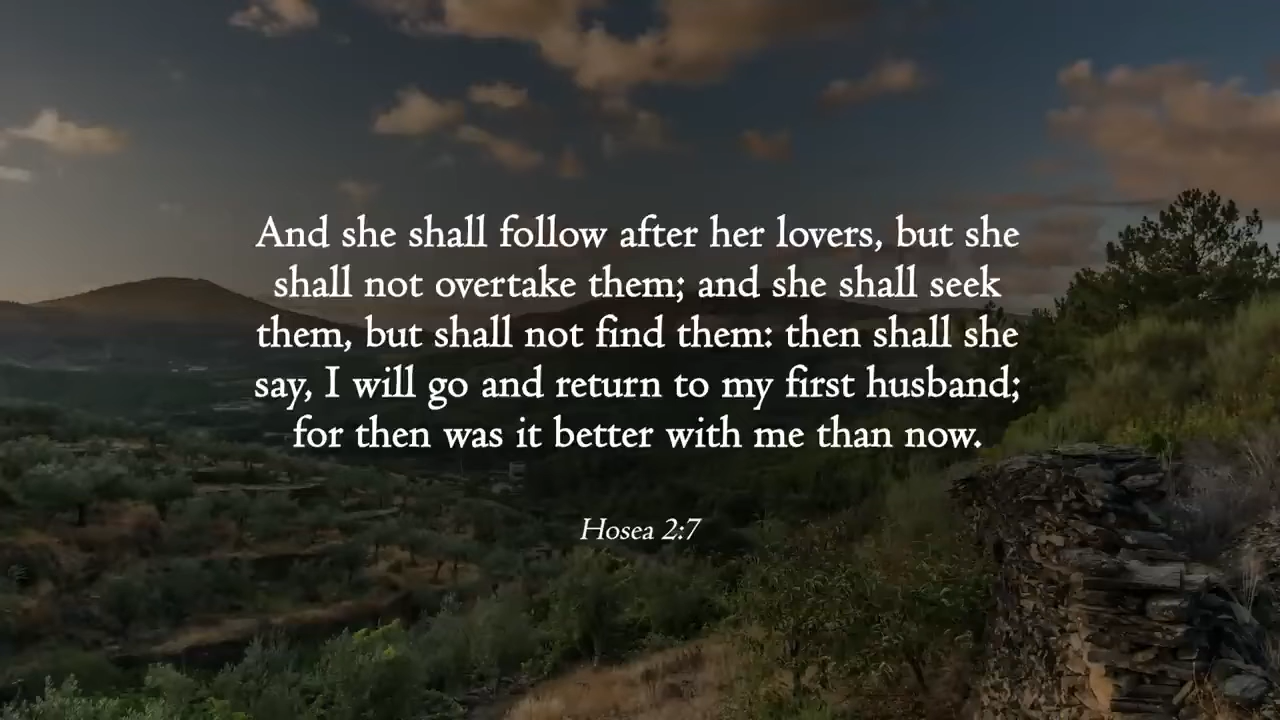 And she shall follow after her lovers, but she
shall not overtake them; and she shall seek
them, but shall not find them: then shall she
say, I will go and return to my first husband;
for then was it better with me than now.
Hosea 2:7